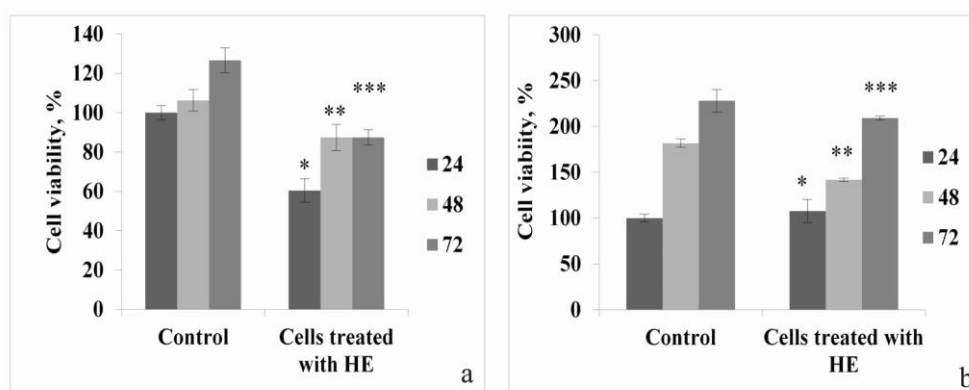 140
120
100
80
60
40
20
0
Cell viability, %
*
**
***
24
48
72
Control
Cells treated
with HE
a
300
250
200
150
100
50
0
Cell viabiity, %
*
**
***
24
48
72
Control
Cells treated with
HE
b